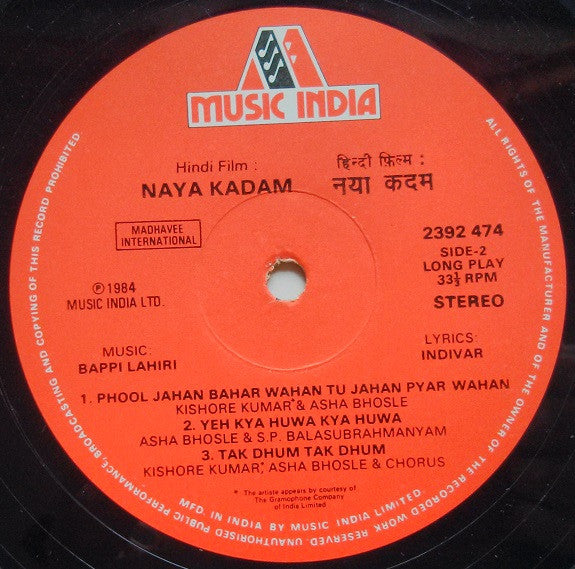 MUSIC INDIA
Hindi Film :
NAYA KADAM
हिन्दी फ़िल्म :
नया कदम
MADHAVEE
INTERNATIONAL
2392 474
SIDE-2
LONG PLAY
33⅓ RPM
STEREO
℗ 1984
MUSIC INDIA LTD.
MUSIC:
BAPPI LAHIRI
LYRICS:
INDIVAR
1. PHOOL JAHAN BAHAR WAHAN TU JAHAN PYAR WAHAN
KISHORE KUMAR* & ASHA BHOSLE
2. YEH KYA HUWA KYA HUWA
ASHA BHOSLE & S.P. BALASUBRAHMANYAM
3. TAK DHUM TAK DHUM
KISHORE KUMAR*, ASHA BHOSLE & CHORUS
* The artiste appears by courtesy of
The Gramophone Company
of India Limited
MFD. IN INDIA BY MUSIC INDIA LIMITED
ALL RIGHTS OF THE MANUFACTURER AND OF THE OWNER OF THE RECORDED WORK RESERVED. UNAUTHORISED PUBLIC PERFORMANCE, BROADCASTING AND COPYING OF THIS RECORD PROHIBITED